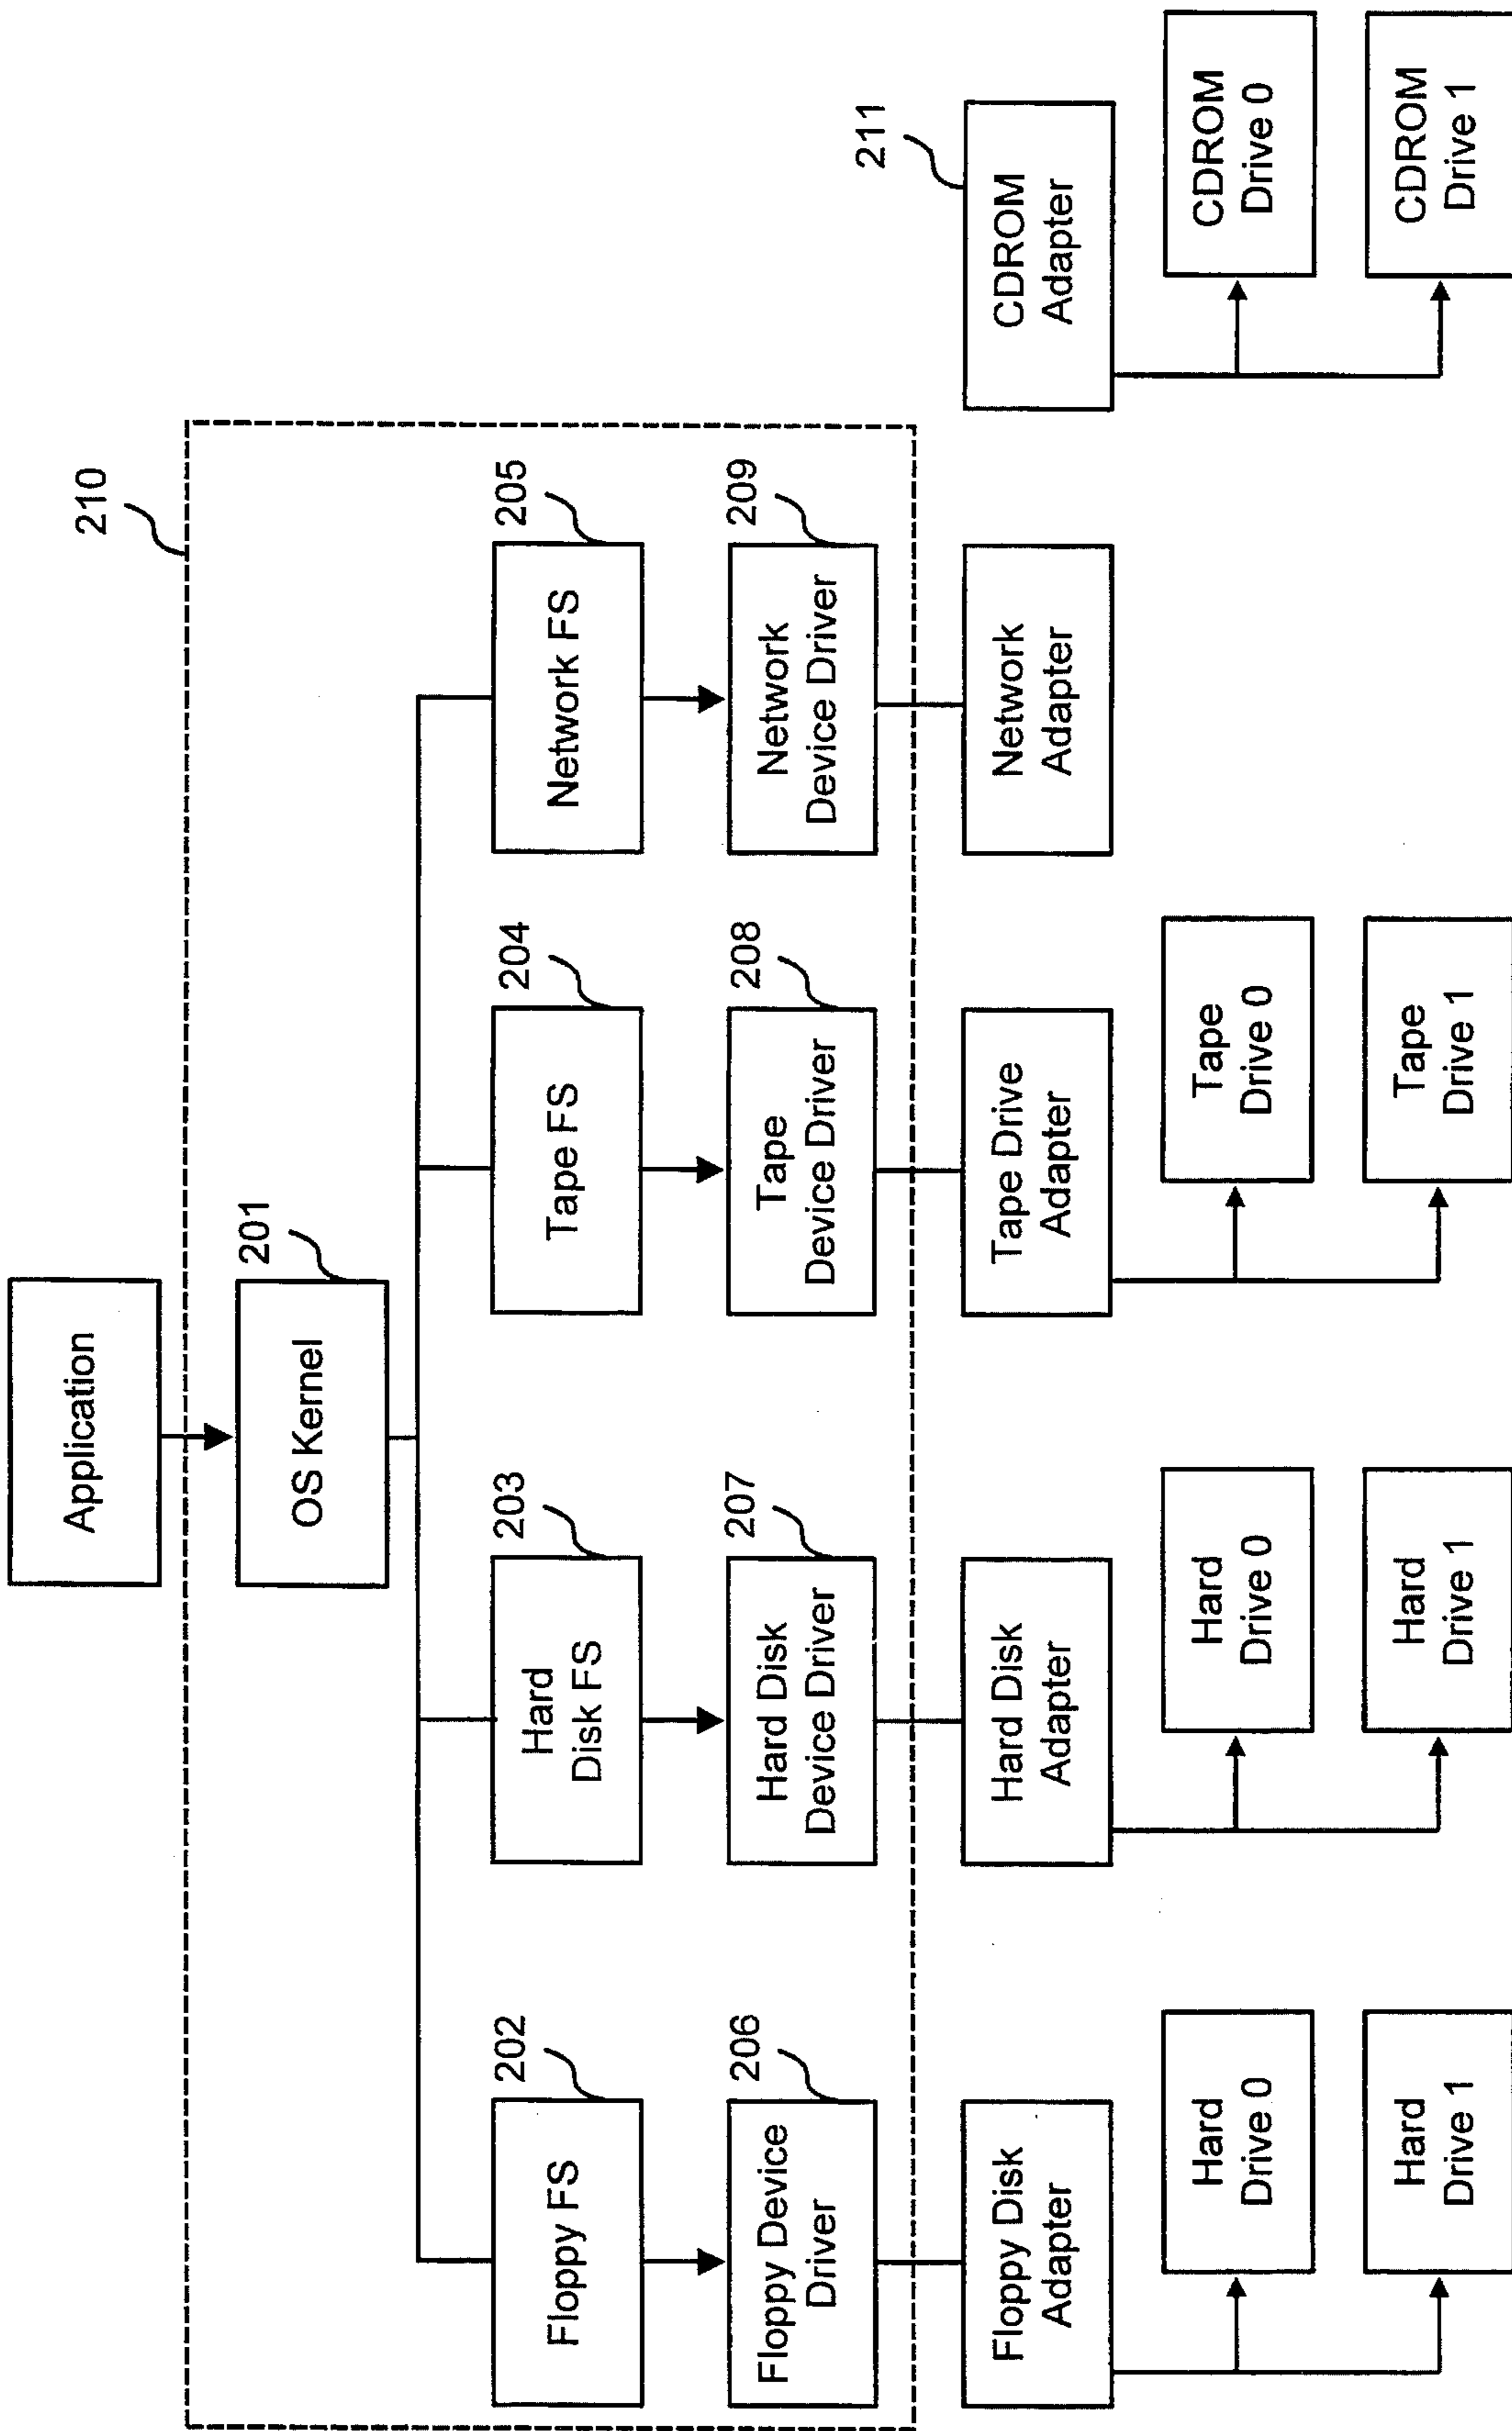 Application
210
201
OS Kernel
202
203
204
205
Floppy FS
Hard
Disk FS
Tape FS
Network FS
206
207
208
209
Floppy Device
Driver
Hard Disk
Device Driver
Tape
Device Driver
Network
Device Driver
211
Floppy Disk
Adapter
Hard Disk
Adapter
Tape Drive
Adapter
Network
Adapter
CDROM
Adapter
Hard
Drive 0
Hard
Drive 0
Tape
Drive 0
CDROM
Drive 0
Hard
Drive 1
Hard
Drive 1
Tape
Drive 1
CDROM
Drive 1